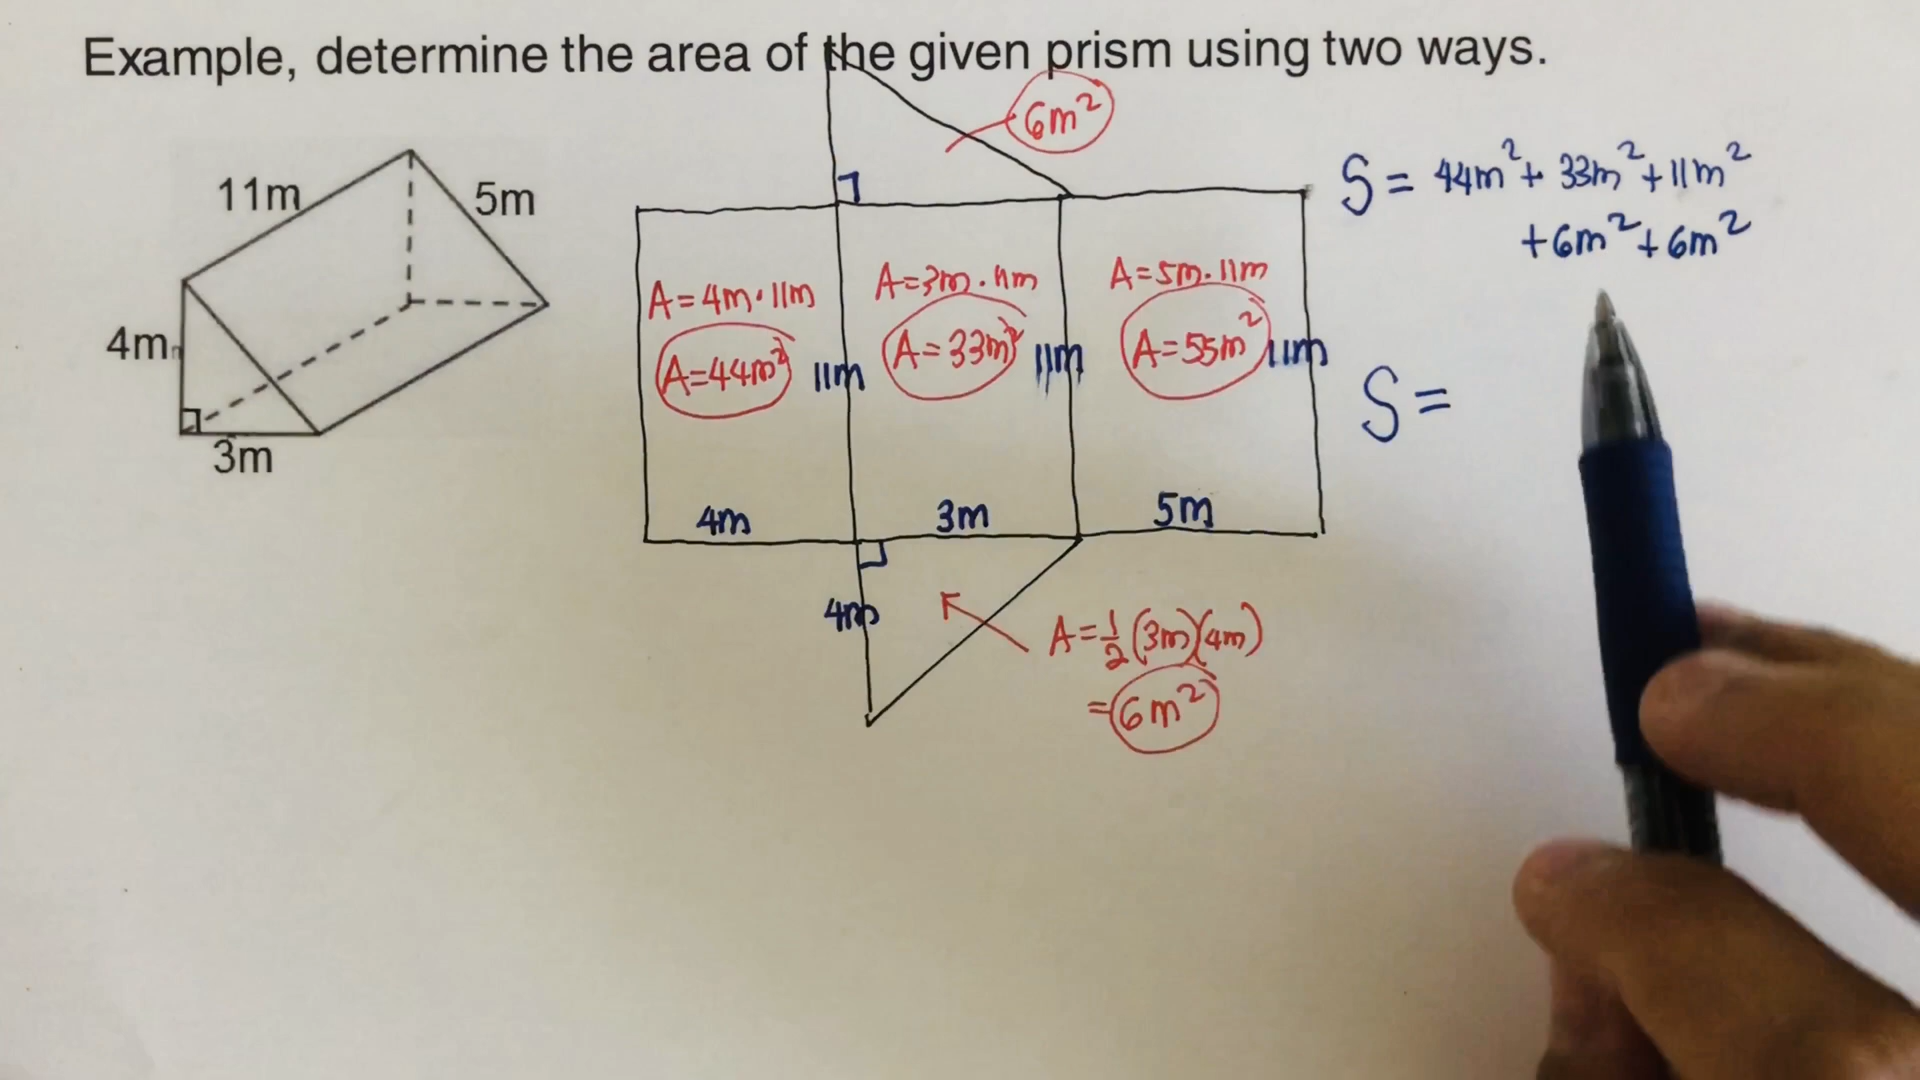 Example, determine the area of the given prism using two ways.
11m
5m
4m
3m
6m²
A=4m·11m
A=44m²
11m
A=3m·11m
A=33m²
11m
A=5m·11m
A=55m²
11m
4m
3m
5m
4m
A=½(3m)(4m)
=6m²
S=44m²+33m²+11m²
+6m²+6m²
S=